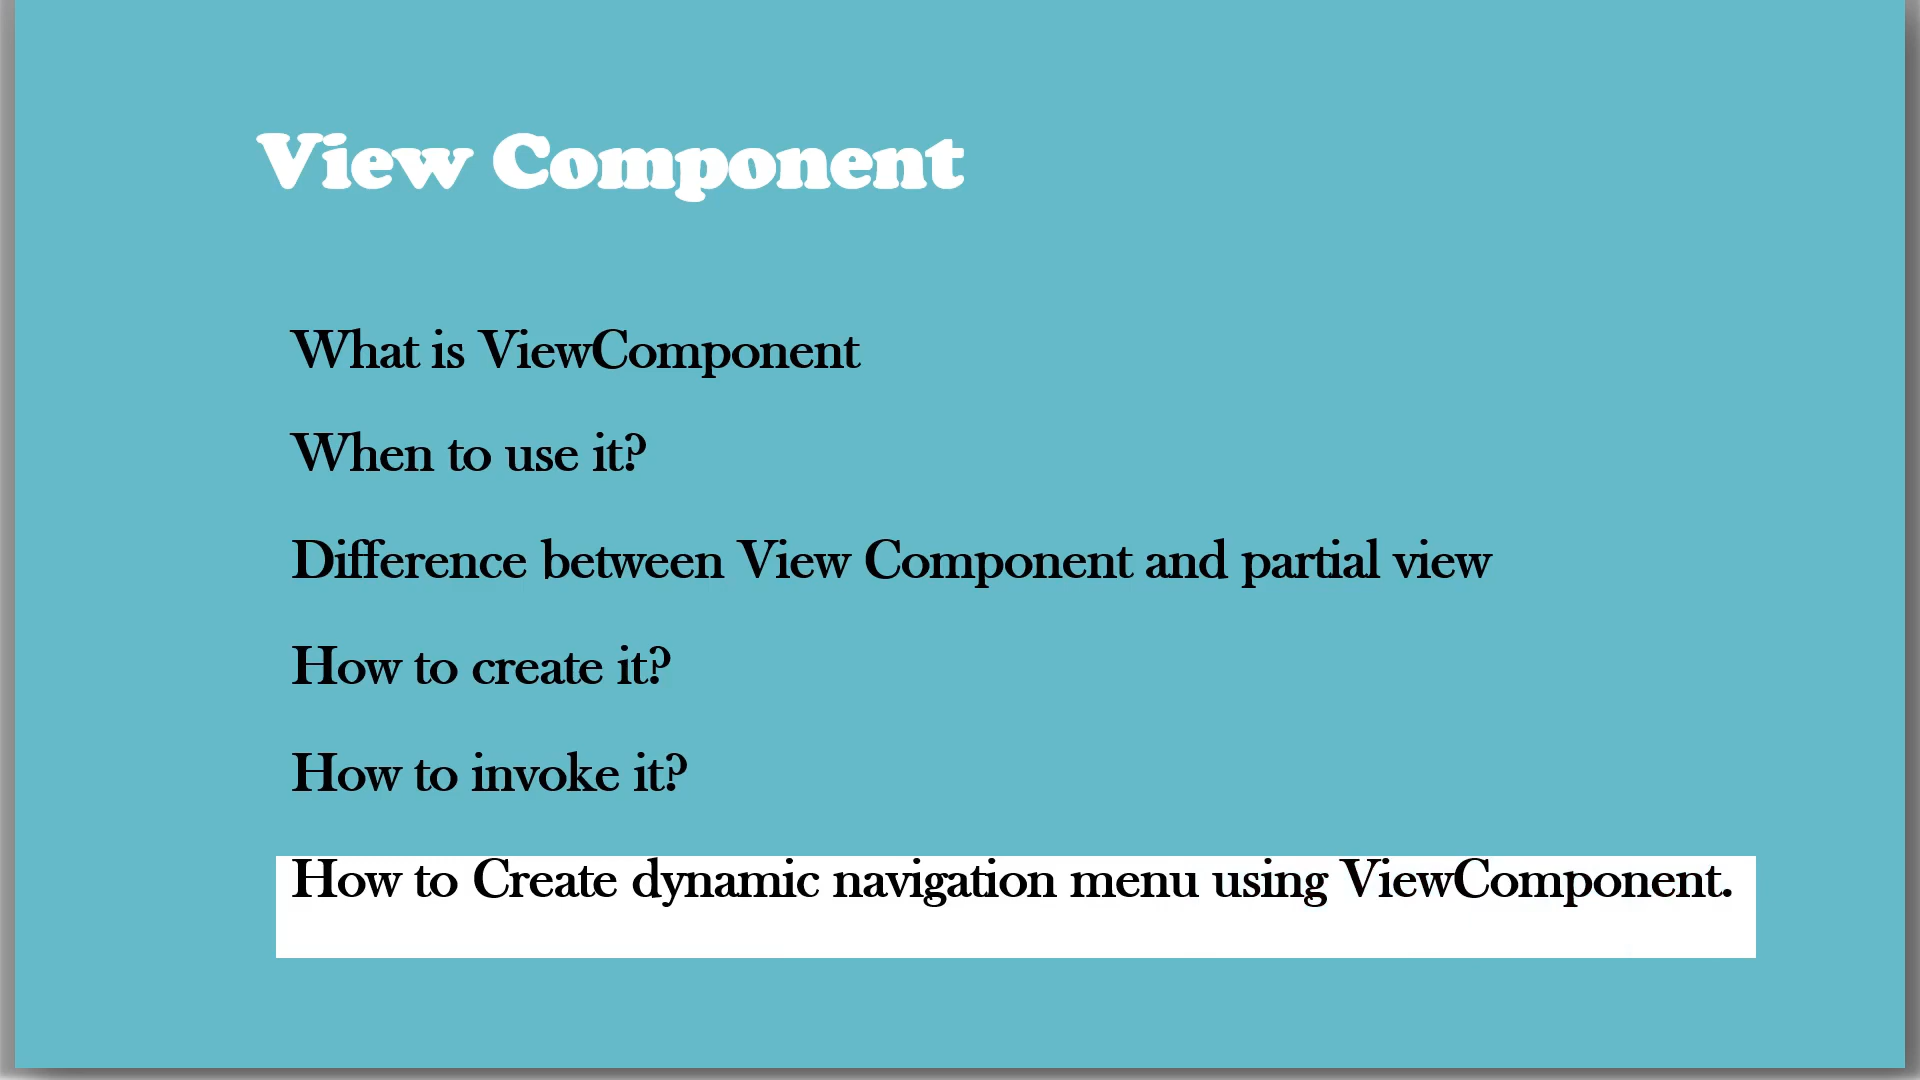 View Component
What is ViewComponent
When to use it?
Difference between View Component and partial view
How to create it?
How to invoke it?
How to Create dynamic navigation menu using ViewComponent.